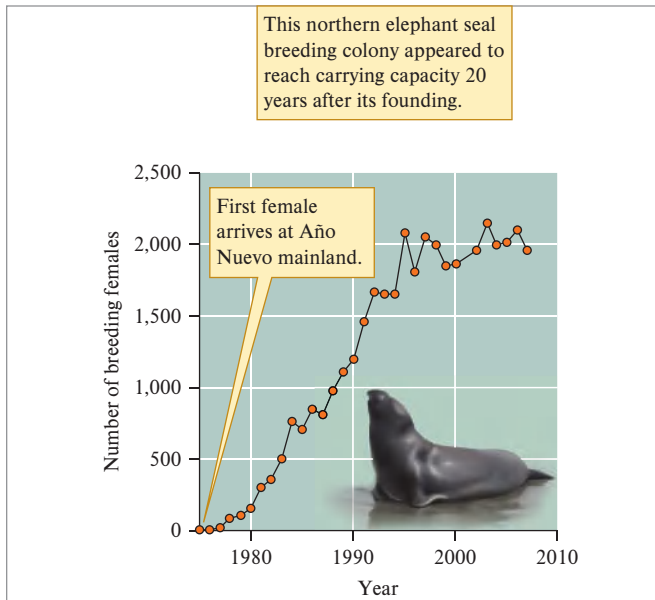 This northern elephant seal
breeding colony appeared to
reach carrying capacity 20
years after its founding.
2,500
First female
arrives at Año
Nuevo mainland.
2,000
1,500
1,000
500
0
Number of breeding females
1980
1990
2000
2010
Year